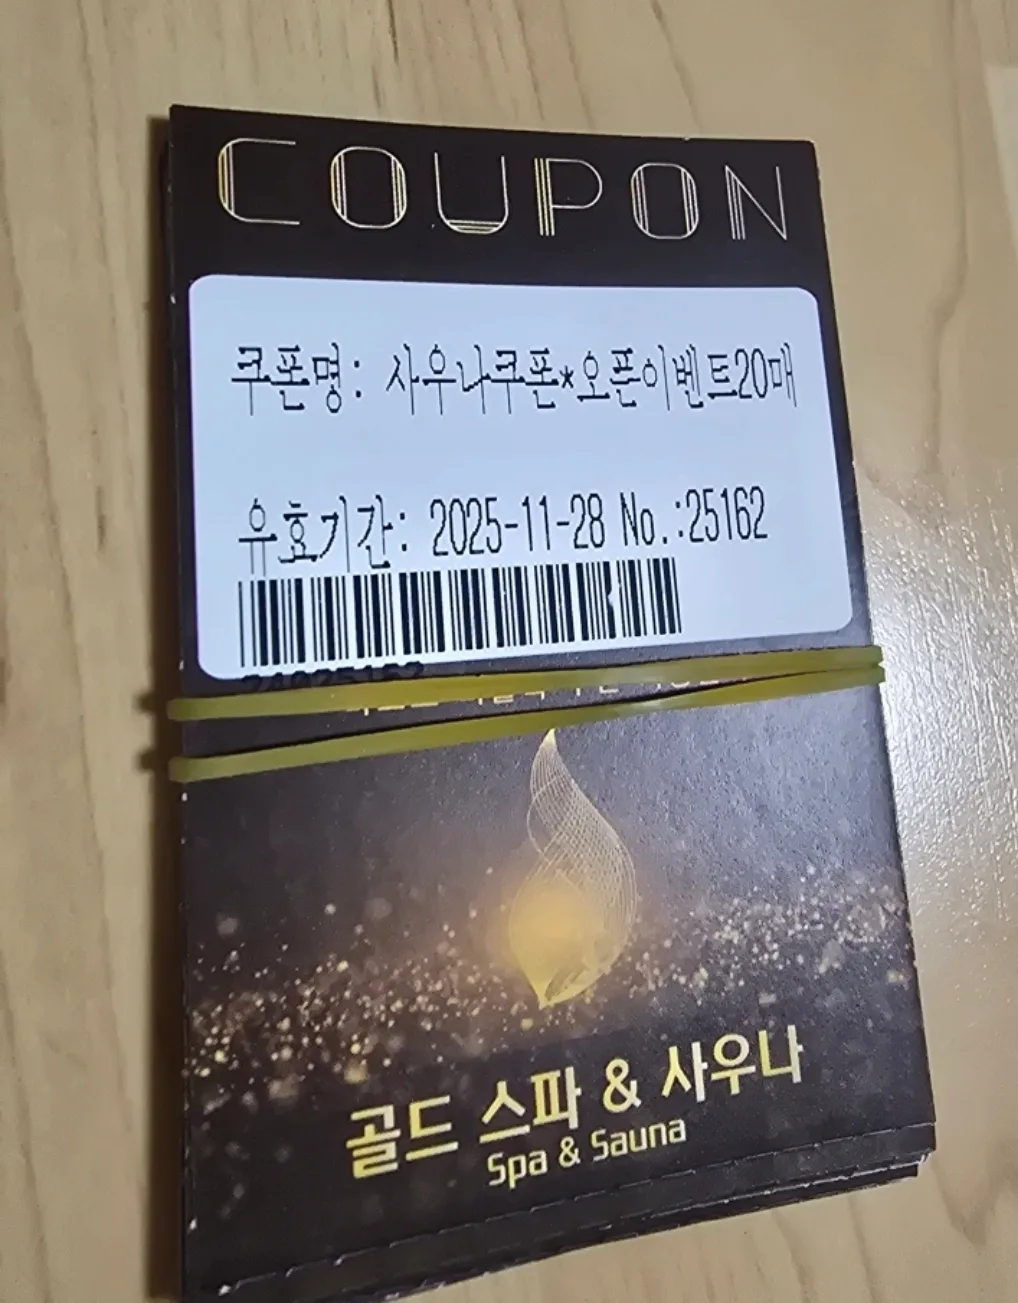 COUPON
쿠폰명: 사우나쿠폰*오픈이벤트20매
유효기간: 2025-11-28 No.:25162
골드 스파 & 사우나
Spa & Sauna